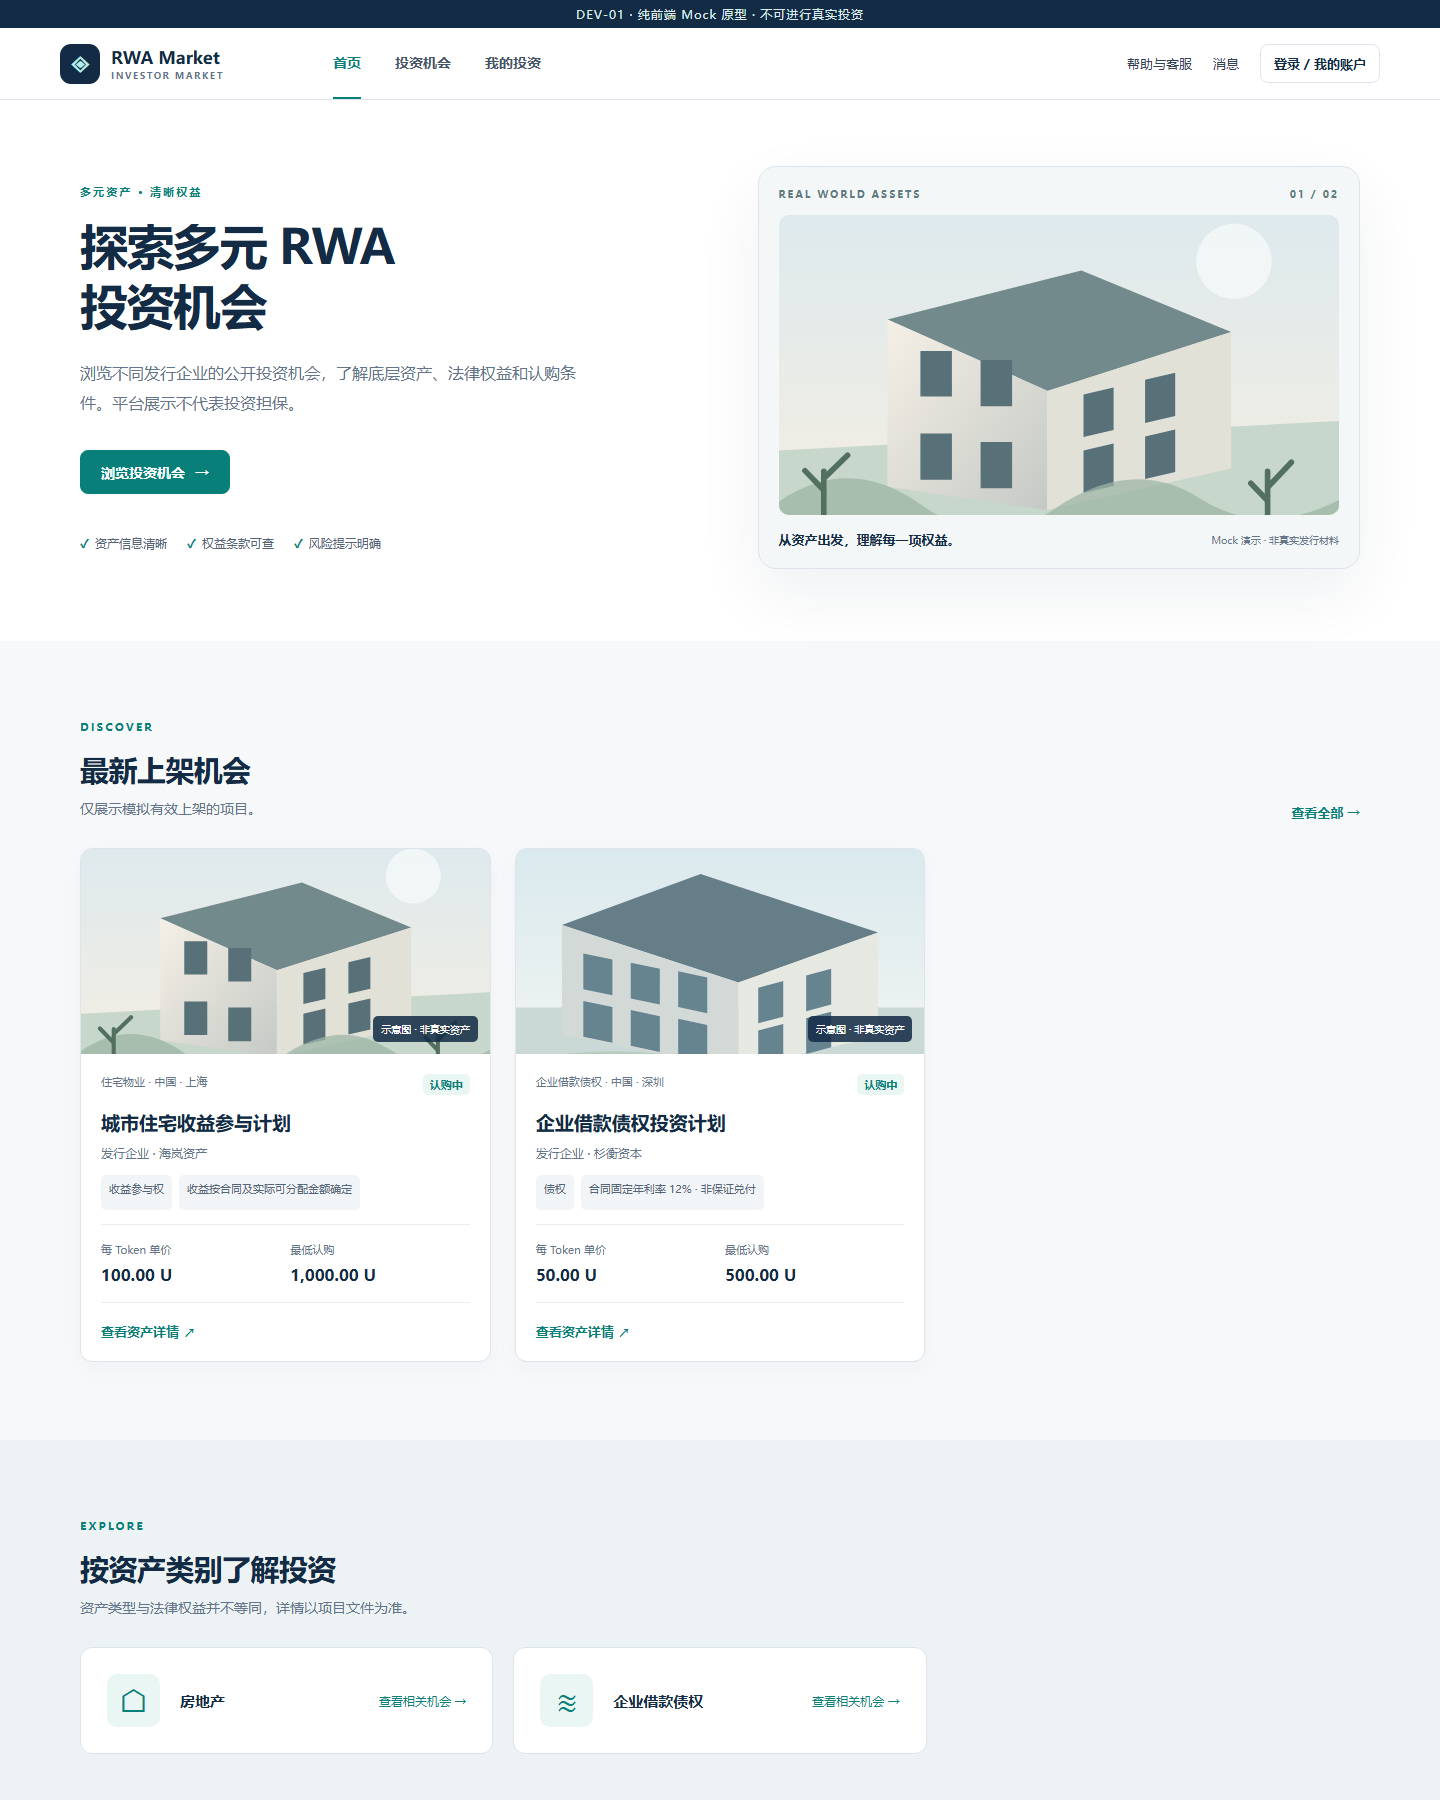 DEV-01 · 纯前端 Mock 原型 · 不可进行真实投资
RWA Market
INVESTOR MARKET
首页
投资机会
我的投资
帮助与客服
消息
登录 / 我的账户
多元资产 • 清晰权益
探索多元 RWA
投资机会
浏览不同发行企业的公开投资机会，了解底层资产、法律权益和认购条
件。平台展示不代表投资担保。
浏览投资机会 →
✓ 资产信息清晰
✓ 权益条款可查
✓ 风险提示明确
REAL WORLD ASSETS
01 / 02
从资产出发，理解每一项权益。
Mock 演示 · 非真实发行材料
DISCOVER
最新上架机会
仅展示模拟有效上架的项目。
查看全部 →
示意图 · 非真实资产
住宅物业 · 中国 · 上海
认购中
城市住宅收益参与计划
发行企业 · 海岚资产
收益参与权
收益按合同及实际可分配金额确定
每 Token 单价
最低认购
100.00 U
1,000.00 U
查看资产详情 ↗
示意图 · 非真实资产
企业借款债权 · 中国 · 深圳
认购中
企业借款债权投资计划
发行企业 · 杉衡资本
债权
合同固定年利率 12% · 非保证兑付
每 Token 单价
最低认购
50.00 U
500.00 U
查看资产详情 ↗
EXPLORE
按资产类别了解投资
资产类型与法律权益并不等同，详情以项目文件为准。
房地产
查看相关机会 →
企业借款债权
查看相关机会 →